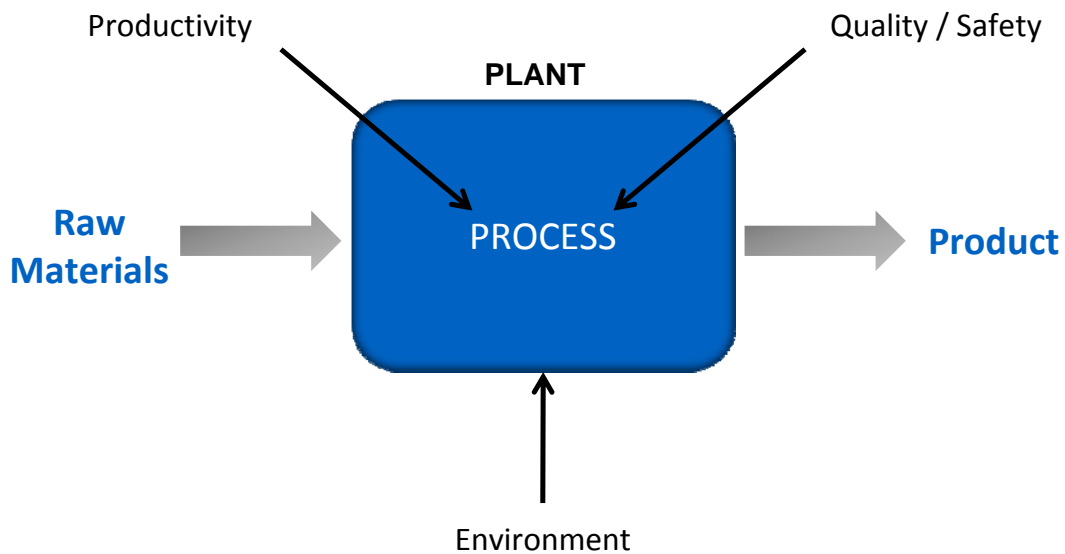 Productivity
Quality / Safety
PLANT
Raw
Materials
PROCESS
Product
Environment